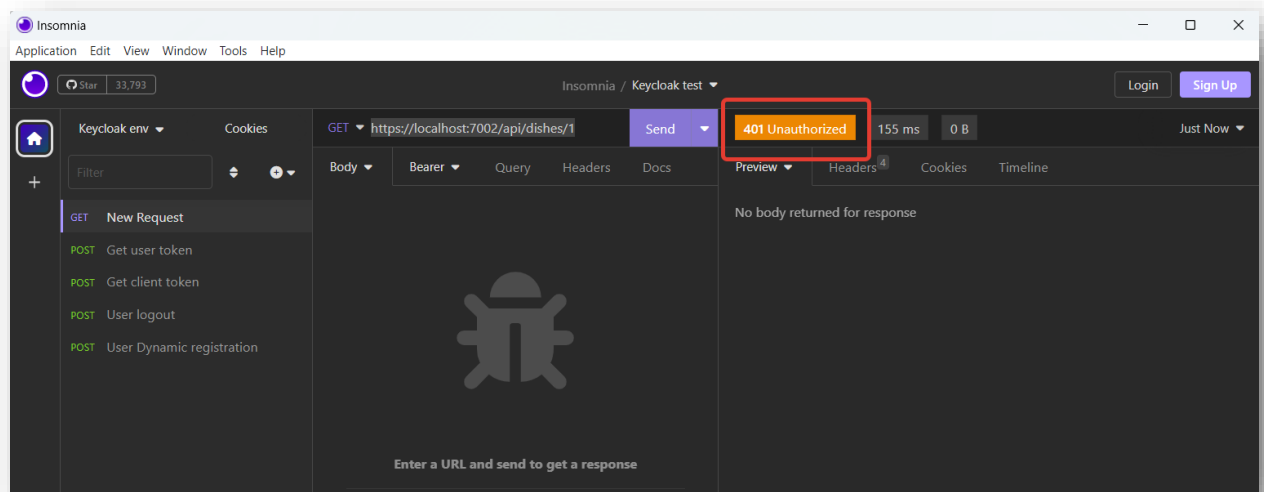 Insomnia
Application Edit View Window Tools Help
Star 33,793
Insomnia / Keycloak test
Login Sign Up
Keycloak env Cookies
GET https://localhost:7002/api/dishes/1 Send
401 Unauthorized 155 ms 0 B Just Now
Filter
Body Bearer Query Headers Docs
Preview Headers 4 Cookies Timeline
GET New Request
POST Get user token
POST Get client token
POST User logout
POST User Dynamic registration
No body returned for response
Enter a URL and send to get a response